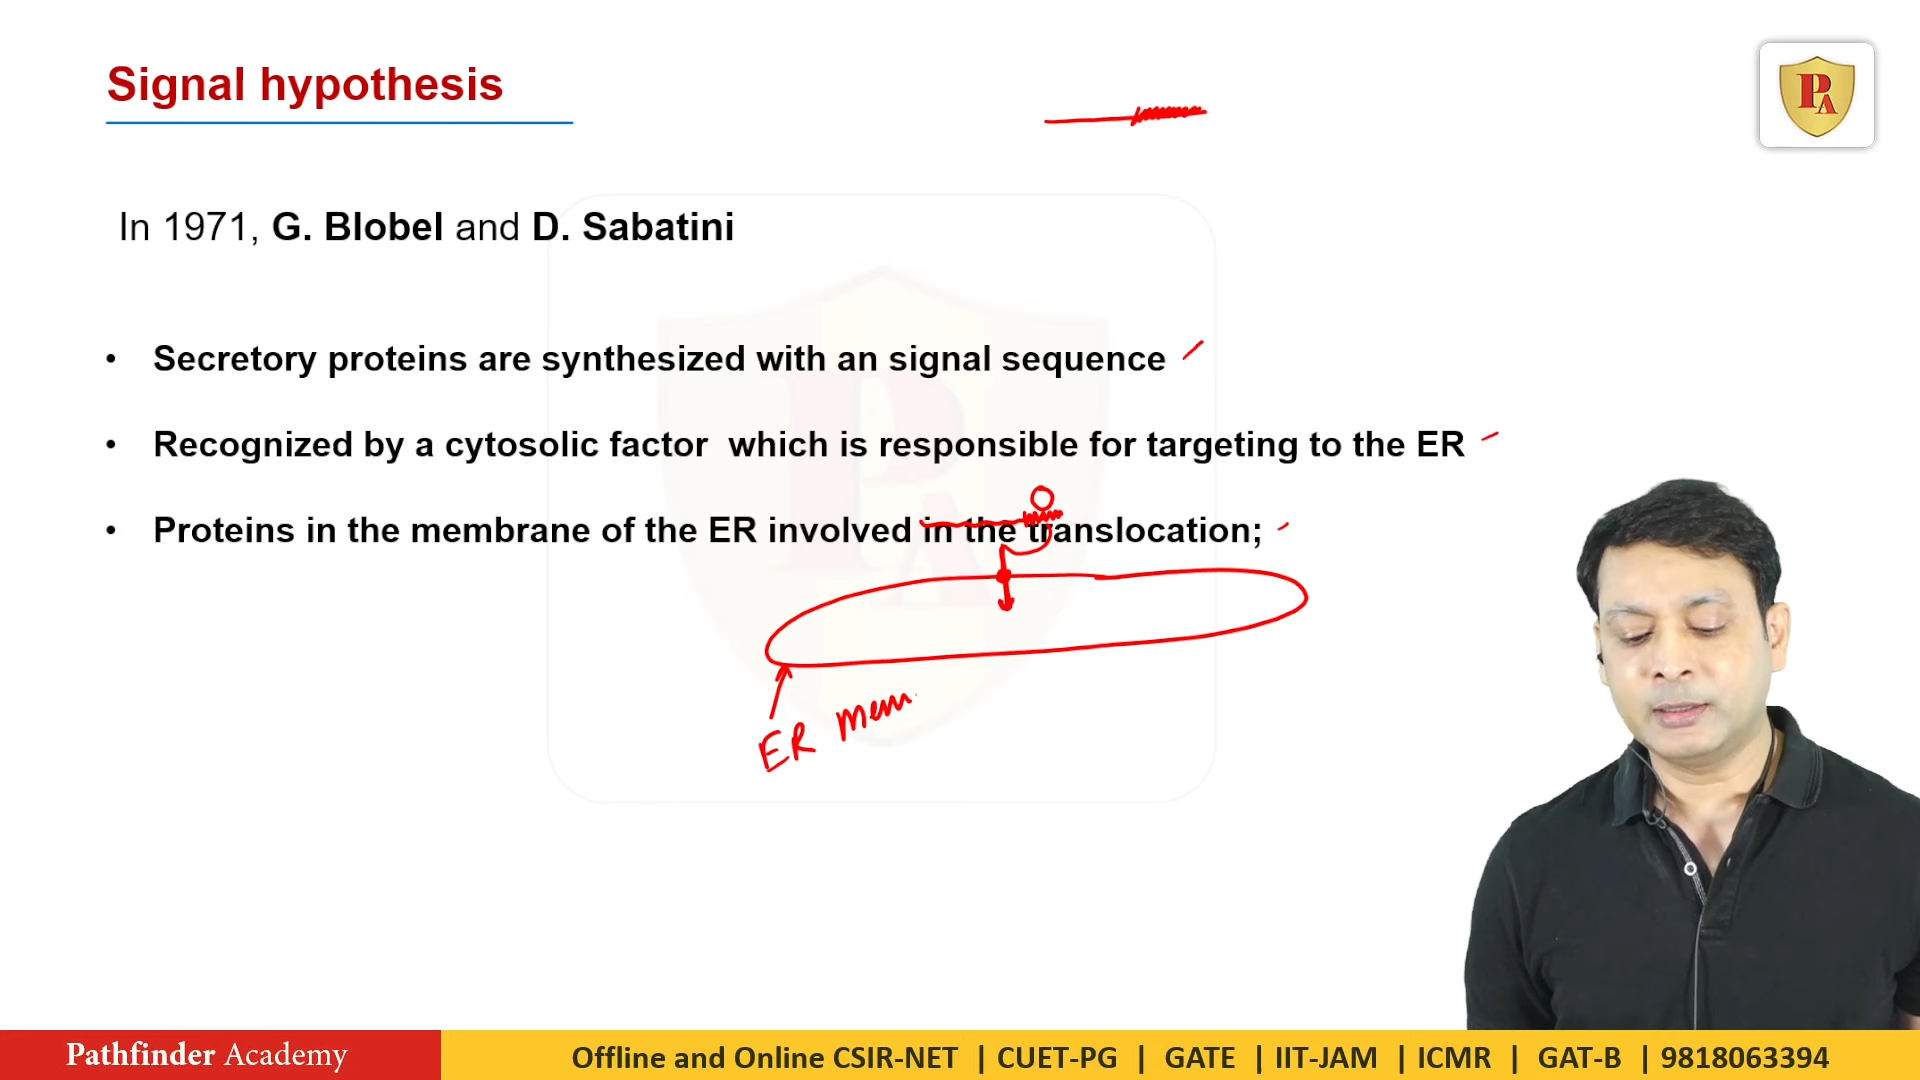 Signal hypothesis
PA
In 1971, G. Blobel and D. Sabatini
• Secretory proteins are synthesized with an signal sequence
• Recognized by a cytosolic factor which is responsible for targeting to the ER
• Proteins in the membrane of the ER involved in the translocation;
ER mem
Pathfinder Academy
Offline and Online CSIR-NET | CUET-PG | GATE | IIT-JAM | ICMR | GAT-B | 9818063394